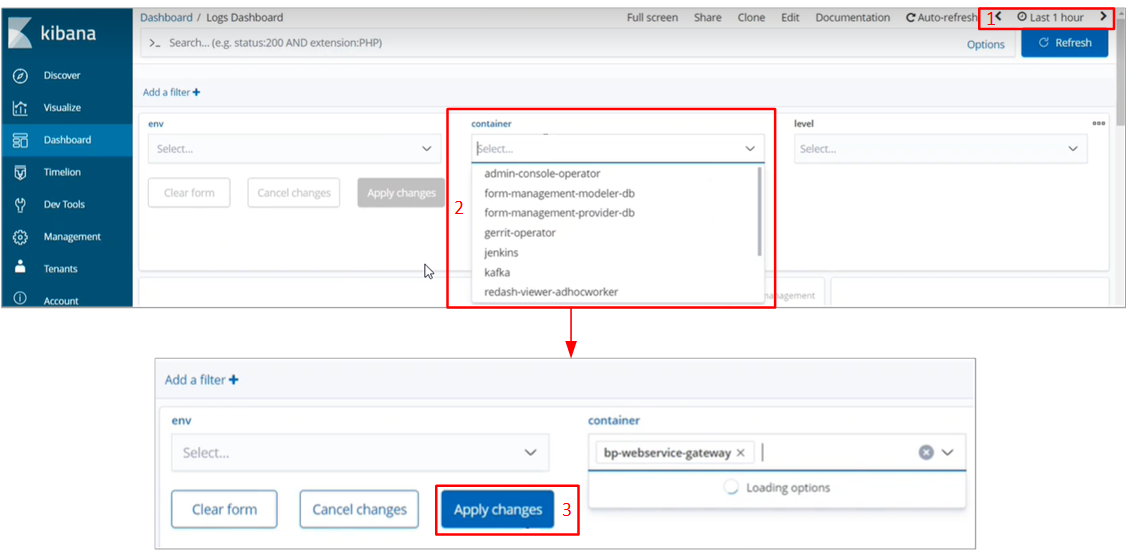 kibana
Discover
Visualize
Dashboard
Timelion
Dev Tools
Management
Tenants
Account
Dashboard / Logs Dashboard
Full screen Share Clone Edit Documentation Auto-refresh 1 Last 1 hour
>_ Search... (e.g. status:200 AND extension:PHP)
Options
Refresh
Add a filter +
env
Select...
Clear form Cancel changes Apply changes
2
container
Select...
admin-console-operator
form-management-modeler-db
form-management-provider-db
gerrit-operator
jenkins
kafka
redash-viewer-adhocworker
level
Select...
nagement
Add a filter +
env
Select...
Clear form Cancel changes Apply changes 3
container
bp-webservice-gateway ×
Loading options